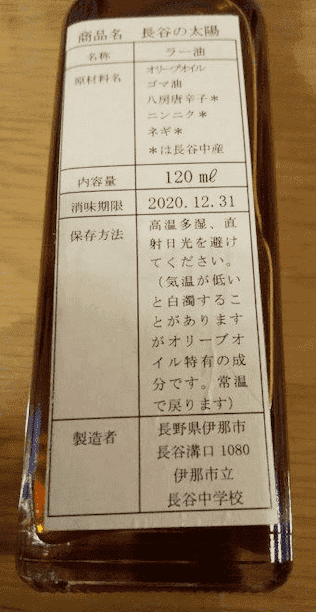 商品名 長谷の太陽
名称 ラー油
原材料名 オリーブオイル
ゴマ油
八房唐辛子*
ニンニク*
ネギ*
*は長谷中産
内容量 120㎖
消味期限 2020.12.31
保存方法 高温多湿、直
射日光を避け
てください。
(気温が低い
と白濁するこ
とがあります
がオリーブオ
イル特有の成
分です。常温
で戻ります)
製造者 長野県伊那市
長谷溝口1080
伊那市立
長谷中学校